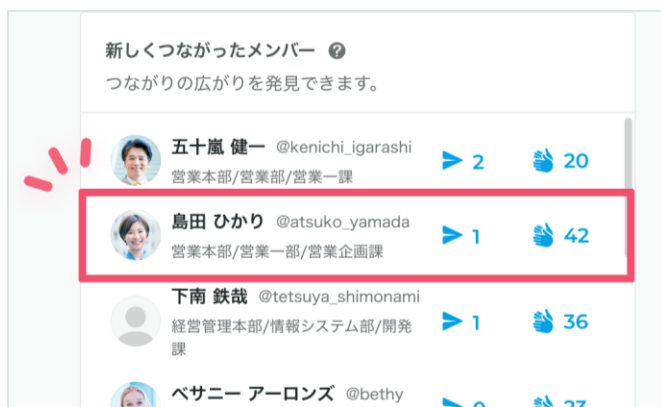 新しくつながったメンバー ?
つながりの広がりを発見できます。
五十嵐 健一 @kenichi_igarashi
営業本部/営業部/営業一課
2 20
島田 ひかり @atsuko_yamada
営業本部/営業一部/営業企画課
1 42
下南 鉄哉 @tetsuya_shimonami
経営管理本部/情報システム部/開発
課
1 36
ベサニー アーロンズ @bethy